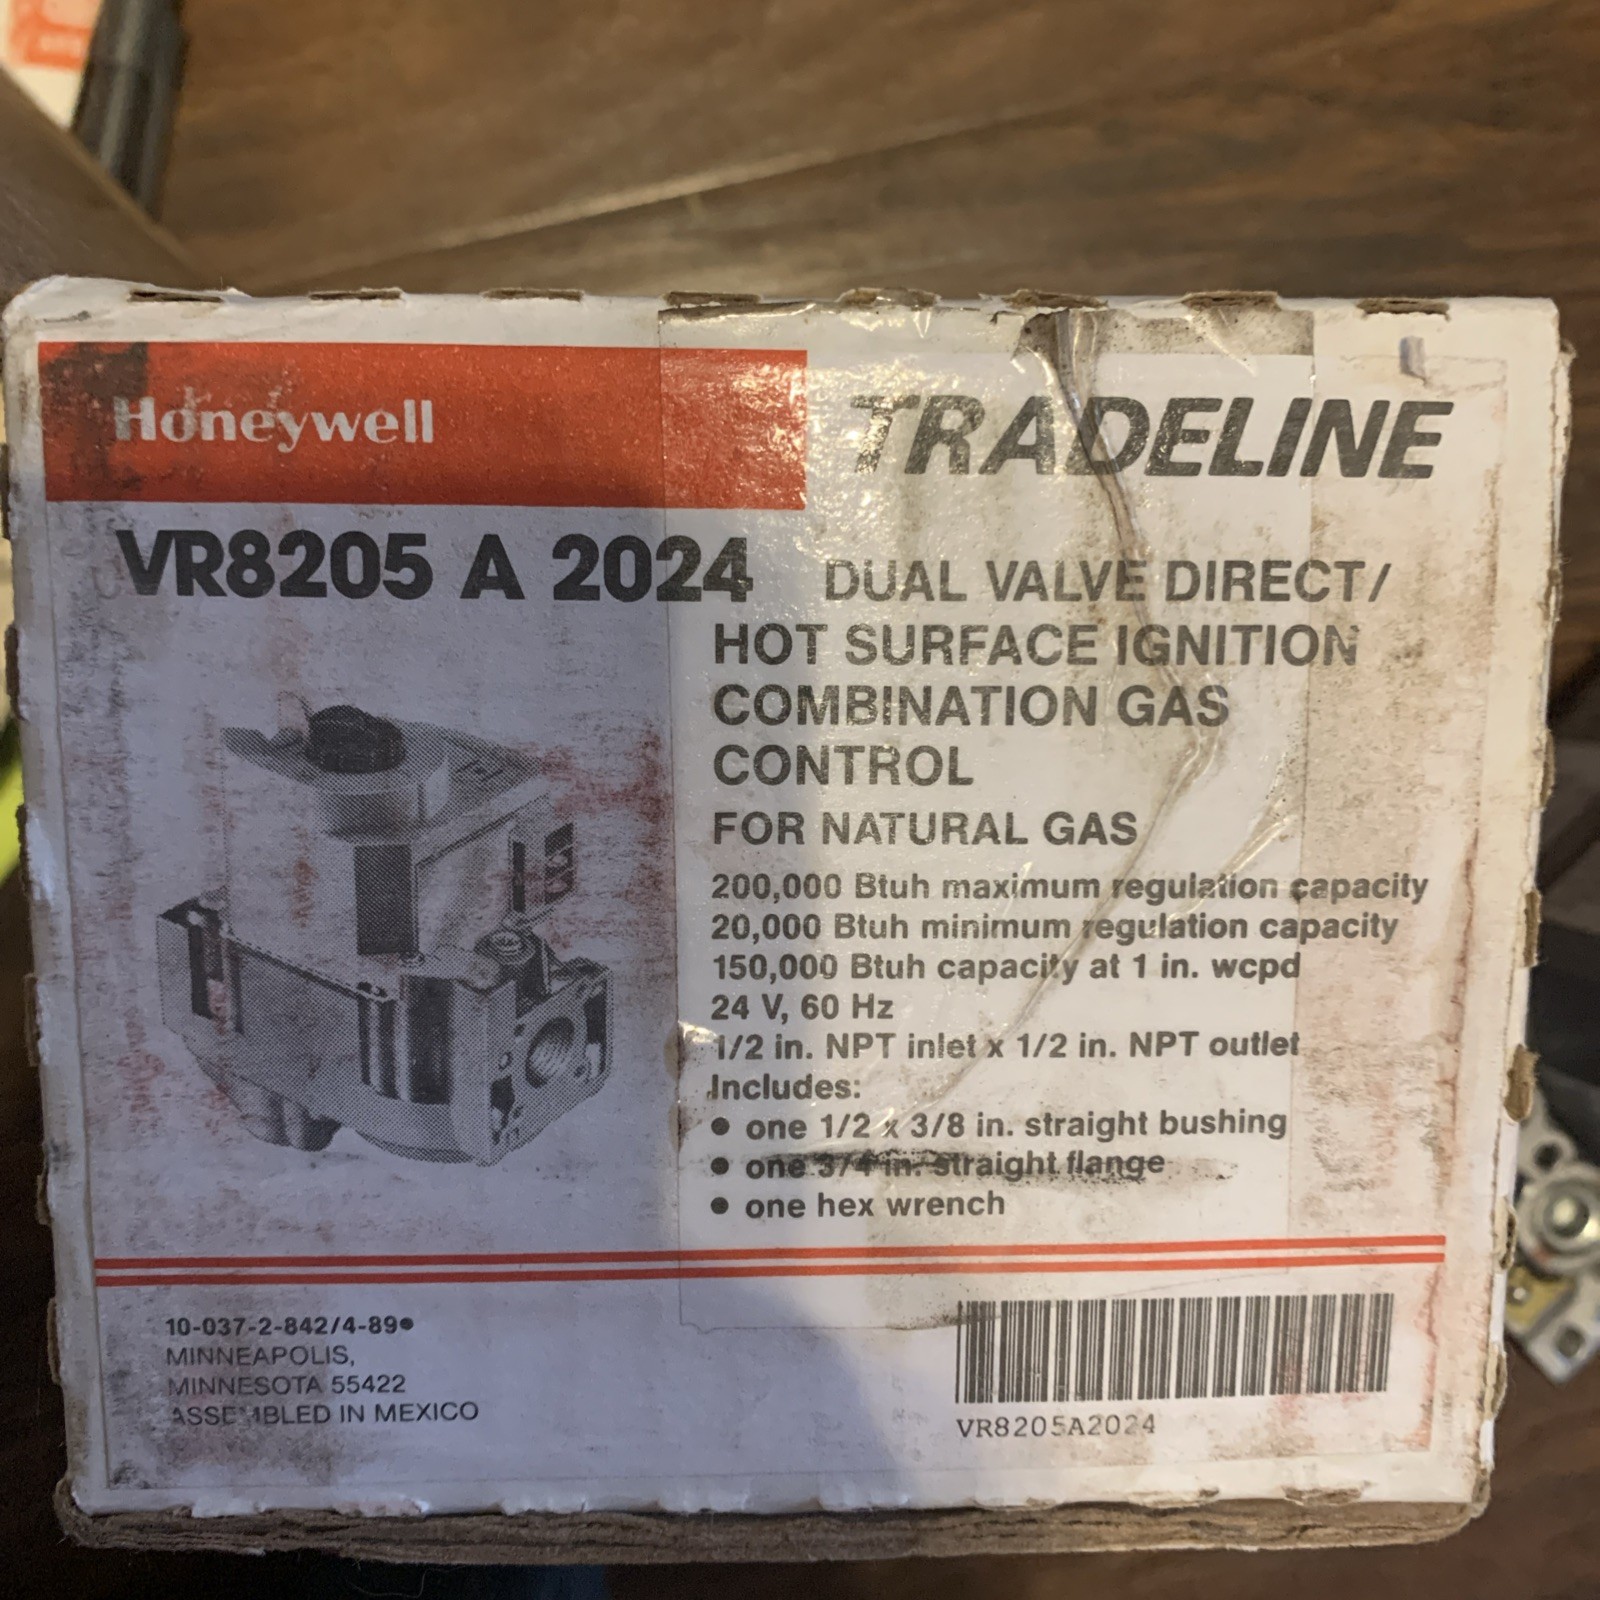 Honeywell
TRADELINE
VR8205 A 2024
DUAL VALVE DIRECT/
HOT SURFACE IGNITION
COMBINATION GAS
CONTROL
FOR NATURAL GAS
200,000 Btuh maximum regulation capacity
20,000 Btuh minimum regulation capacity
150,000 Btuh capacity at 1 in. wcpd
24 V, 60 Hz
1/2 in. NPT inlet x 1/2 in. NPT outlet
Includes:
● one 1/2 x 3/8 in. straight bushing
● one 3/4 in. straight flange
● one hex wrench
10-037-2-842/4-89●
MINNEAPOLIS,
MINNESOTA 55422
ASSEMBLED IN MEXICO
VR8205A2024